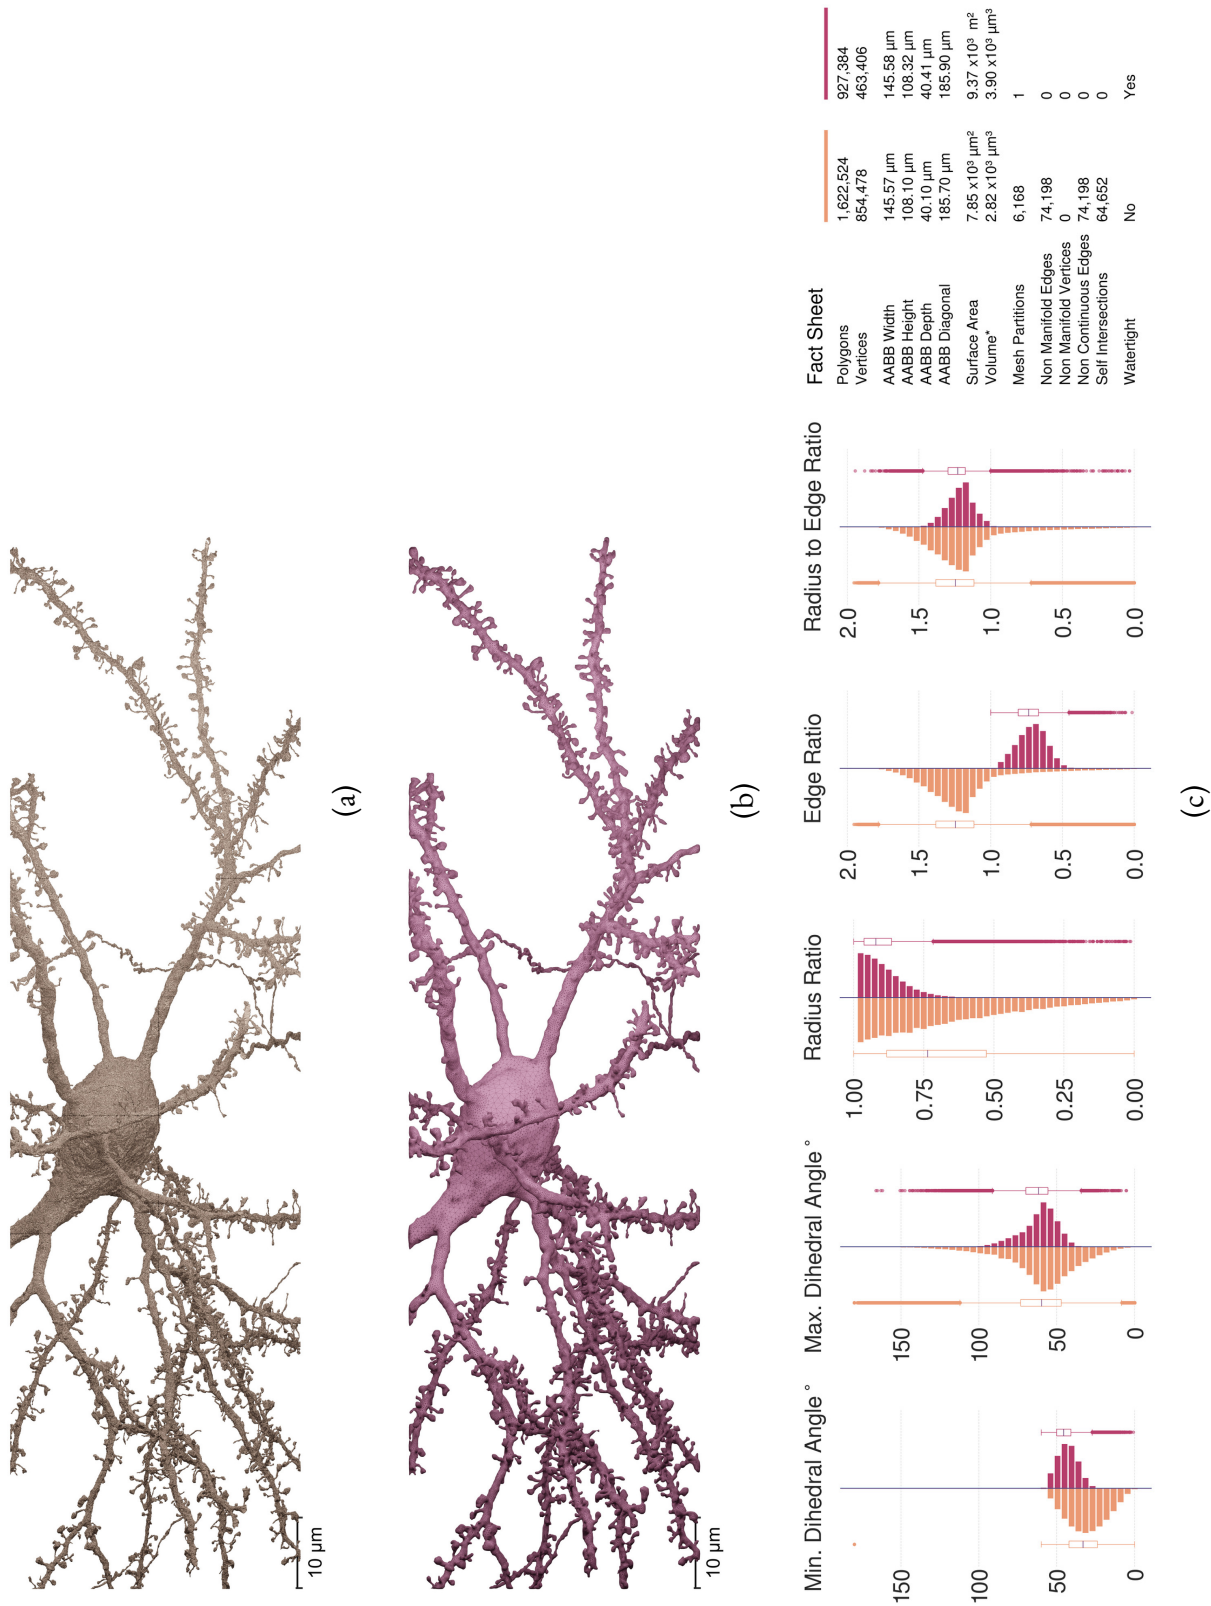 10 µm
(a)
10 µm
(b)
Min. Dihedral Angle °
150
100
50
0
Max. Dihedral Angle °
150
100
50
0
Radius Ratio
1.00
0.75
0.50
0.25
0.00
Edge Ratio
2.0
1.5
1.0
0.5
0.0
Radius to Edge Ratio
2.0
1.5
1.0
0.5
0.0
Fact Sheet
Polygons 1,622,524 927,384
Vertices 854,478 463,406
AABB Width 145.57 µm 145.58 µm
AABB Height 108.10 µm 108.32 µm
AABB Depth 40.10 µm 40.41 µm
AABB Diagonal 185.70 µm 185.90 µm
Surface Area 7.85 x10³ µm² 9.37 x10³ m²
Volume* 2.82 x10³ µm³ 3.90 x10³ µm³
Mesh Partitions 6,168 1
Non Manifold Edges 74,198 0
Non Manifold Vertices 0 0
Non Continuous Edges 74,198 0
Self Intersections 64,652 0
Watertight No Yes
(c)